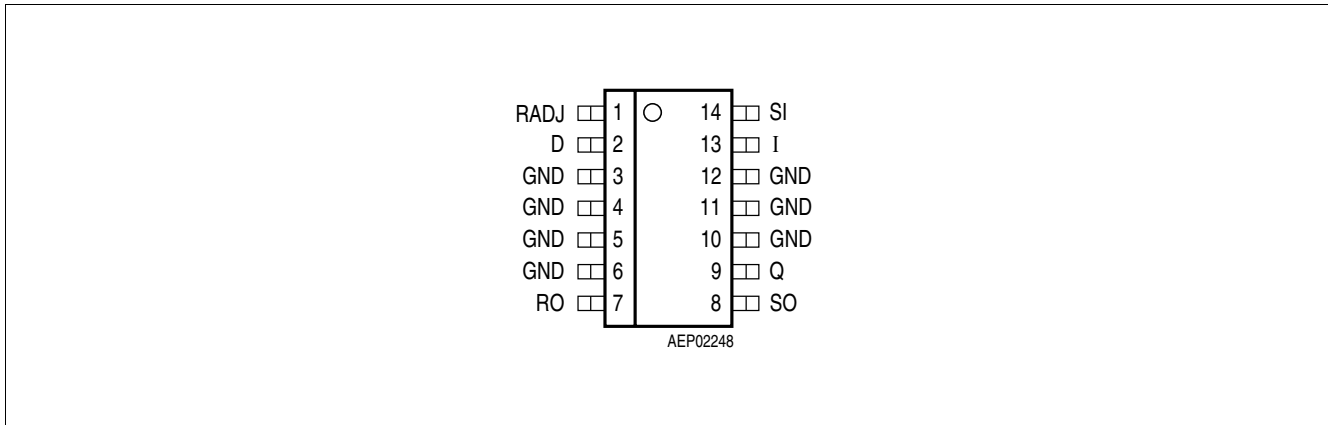 RADJ 1 14 SI
D 2 13 I
GND 3 12 GND
GND 4 11 GND
GND 5 10 GND
GND 6 9 Q
RO 7 8 SO
AEP02248